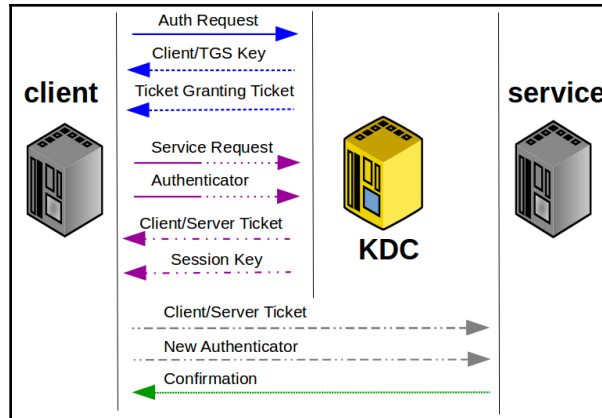 Auth Request
Client/TGS Key
client
Ticket Granting Ticket
service
Service Request
Authenticator
Client/Server Ticket
KDC
Session Key
Client/Server Ticket
New Authenticator
Confirmation